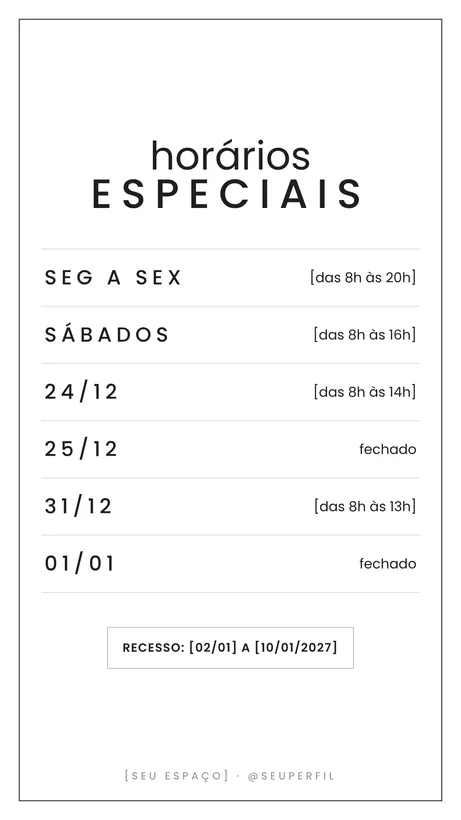 horários
ESPECIAIS
SEG A SEX [das 8h às 20h]
SÁBADOS [das 8h às 16h]
24/12 [das 8h às 14h]
25/12 fechado
31/12 [das 8h às 13h]
01/01 fechado
RECESSO: [02/01] A [10/01/2027]
[SEU ESPAÇO] · @SEUPERFIL